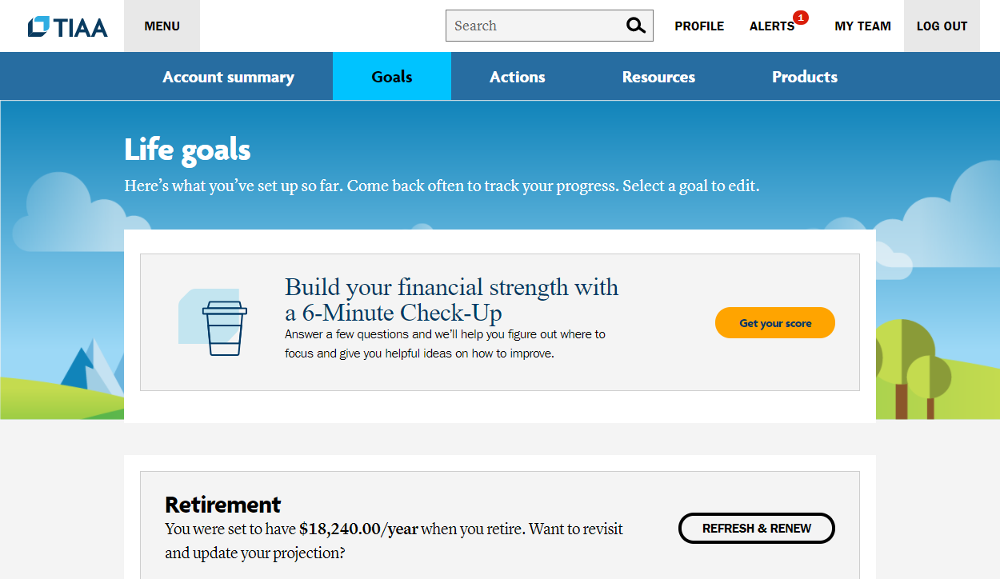 TIAA
MENU
Search
PROFILE
ALERTS
1
MY TEAM
LOG OUT
Account summary
Goals
Actions
Resources
Products
Life goals
Here’s what you’ve set up so far. Come back often to track your progress. Select a goal to edit.
Build your financial strength with
a 6-Minute Check-Up
Answer a few questions and we’ll help you figure out where to
focus and give you helpful ideas on how to improve.
Get your score
Retirement
You were set to have $18,240.00/year when you retire. Want to revisit
and update your projection?
REFRESH & RENEW